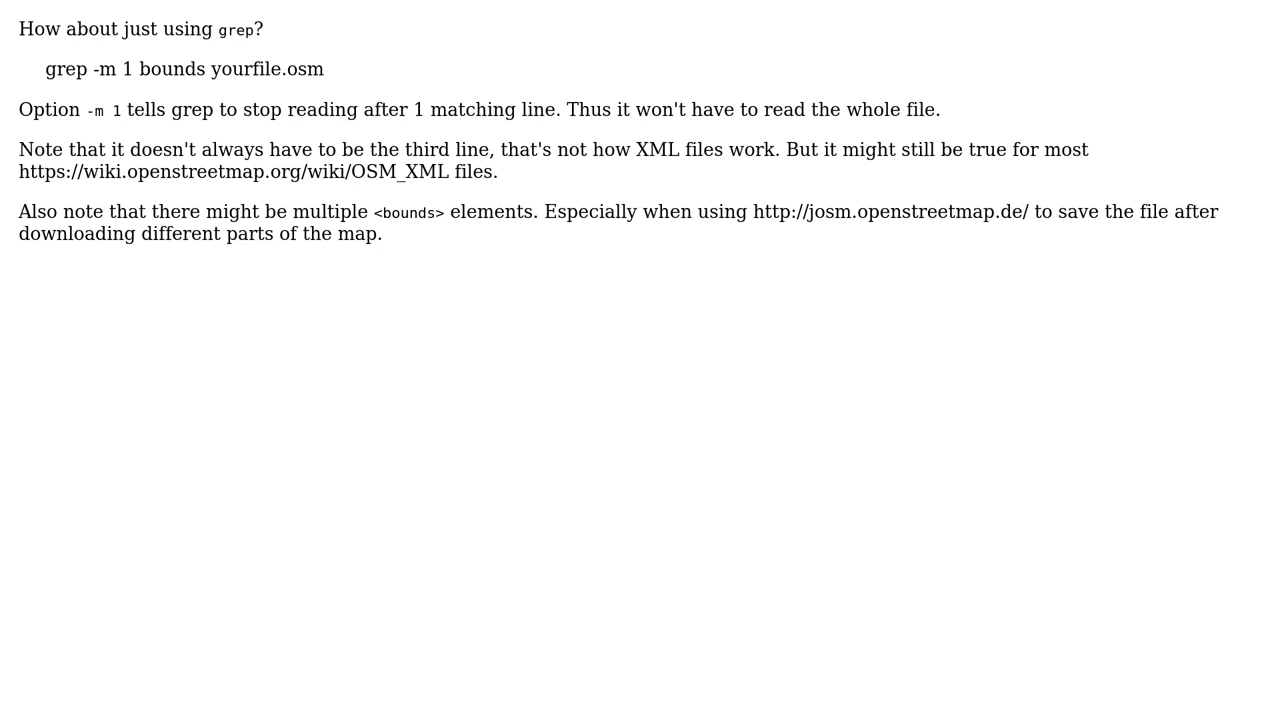 How about just using grep?
grep -m 1 bounds yourfile.osm
Option -m 1 tells grep to stop reading after 1 matching line. Thus it won't have to read the whole file.
Note that it doesn't always have to be the third line, that's not how XML files work. But it might still be true for most
https://wiki.openstreetmap.org/wiki/OSM_XML files.
Also note that there might be multiple <bounds> elements. Especially when using http://josm.openstreetmap.de/ to save the file after
downloading different parts of the map.